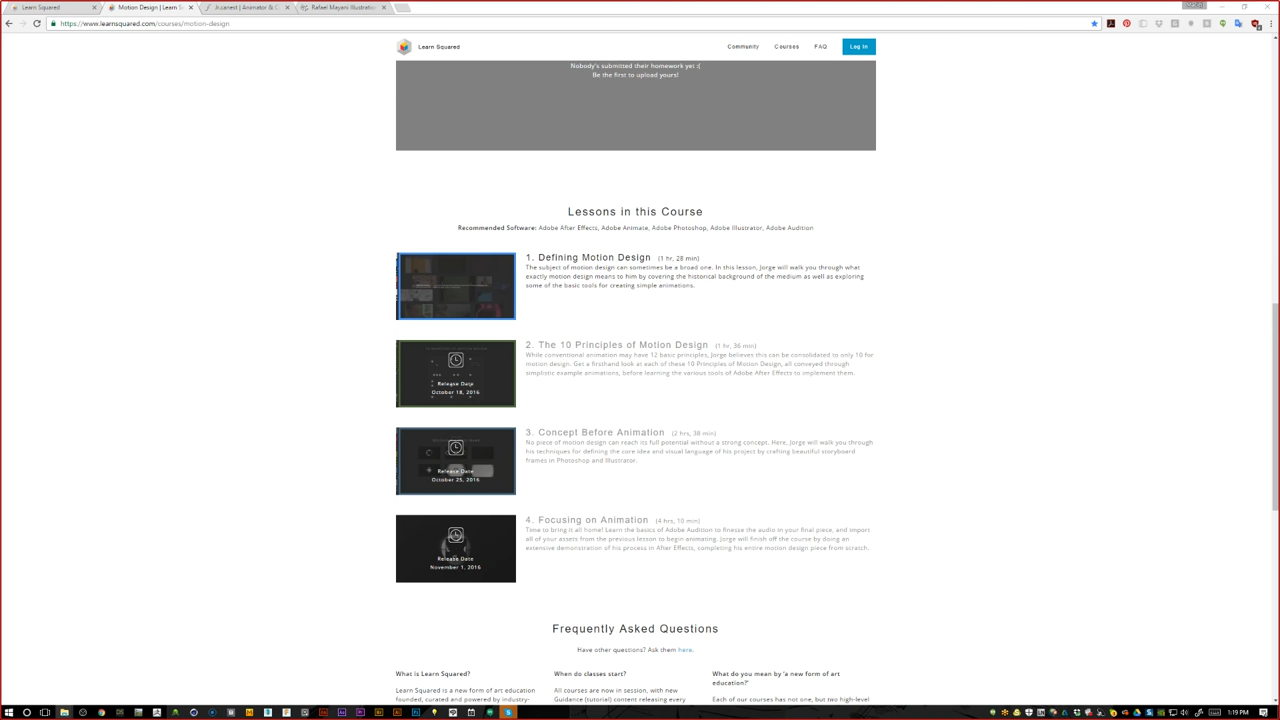 Learn Squared
Motion Design | Learn S
Jr.canest | Animator & C
Rafael Mayani Illustration
https://www.learnsquared.com/courses/motion-design
Learn Squared
Community
Courses
FAQ
Log In
Nobody's submitted their homework yet :(
Be the first to upload yours!
Lessons in this Course
Recommended Software: Adobe After Effects, Adobe Animate, Adobe Photoshop, Adobe Illustrator, Adobe Audition
1. Defining Motion Design (1 hr, 28 min)
The subject of motion design can sometimes be a broad one. In this lesson, Jorge will walk you through what
exactly motion design means to him by covering the historical background of the medium as well as exploring
some of the basic tools for creating simple animations.
Release Date
October 18, 2016
2. The 10 Principles of Motion Design (1 hr, 36 min)
While conventional animation may have 12 basic principles, Jorge believes this can be consolidated to only 10 for
motion design. Get a firsthand look at each of these 10 Principles of Motion Design, all conveyed through
simplistic example animations, before learning the various tools of Adobe After Effects to implement them.
Release Date
October 25, 2016
3. Concept Before Animation (2 hrs, 38 min)
No piece of motion design can reach its full potential without a strong concept. Here, Jorge will walk you through
his techniques for defining the core idea and visual language of his project by crafting beautiful storyboard
frames in Photoshop and Illustrator.
Release Date
November 1, 2016
4. Focusing on Animation (4 hrs, 10 min)
Time to bring it all home! Learn the basics of Adobe Audition to finesse the audio in your final piece, and import
all of your assets from the previous lesson to begin animating. Jorge will finish off the course by doing an
extensive demonstration of his process in After Effects, completing his entire motion design piece from scratch.
Frequently Asked Questions
Have other questions? Ask them here.
What is Learn Squared?
Learn Squared is a new form of art education
founded, curated and powered by industry-
When do classes start?
All courses are now in session, with new
Guidance (tutorial) content releasing every
What do you mean by 'a new form of art
education?'
Each of our courses has not one, but two high-level
1:19 PM